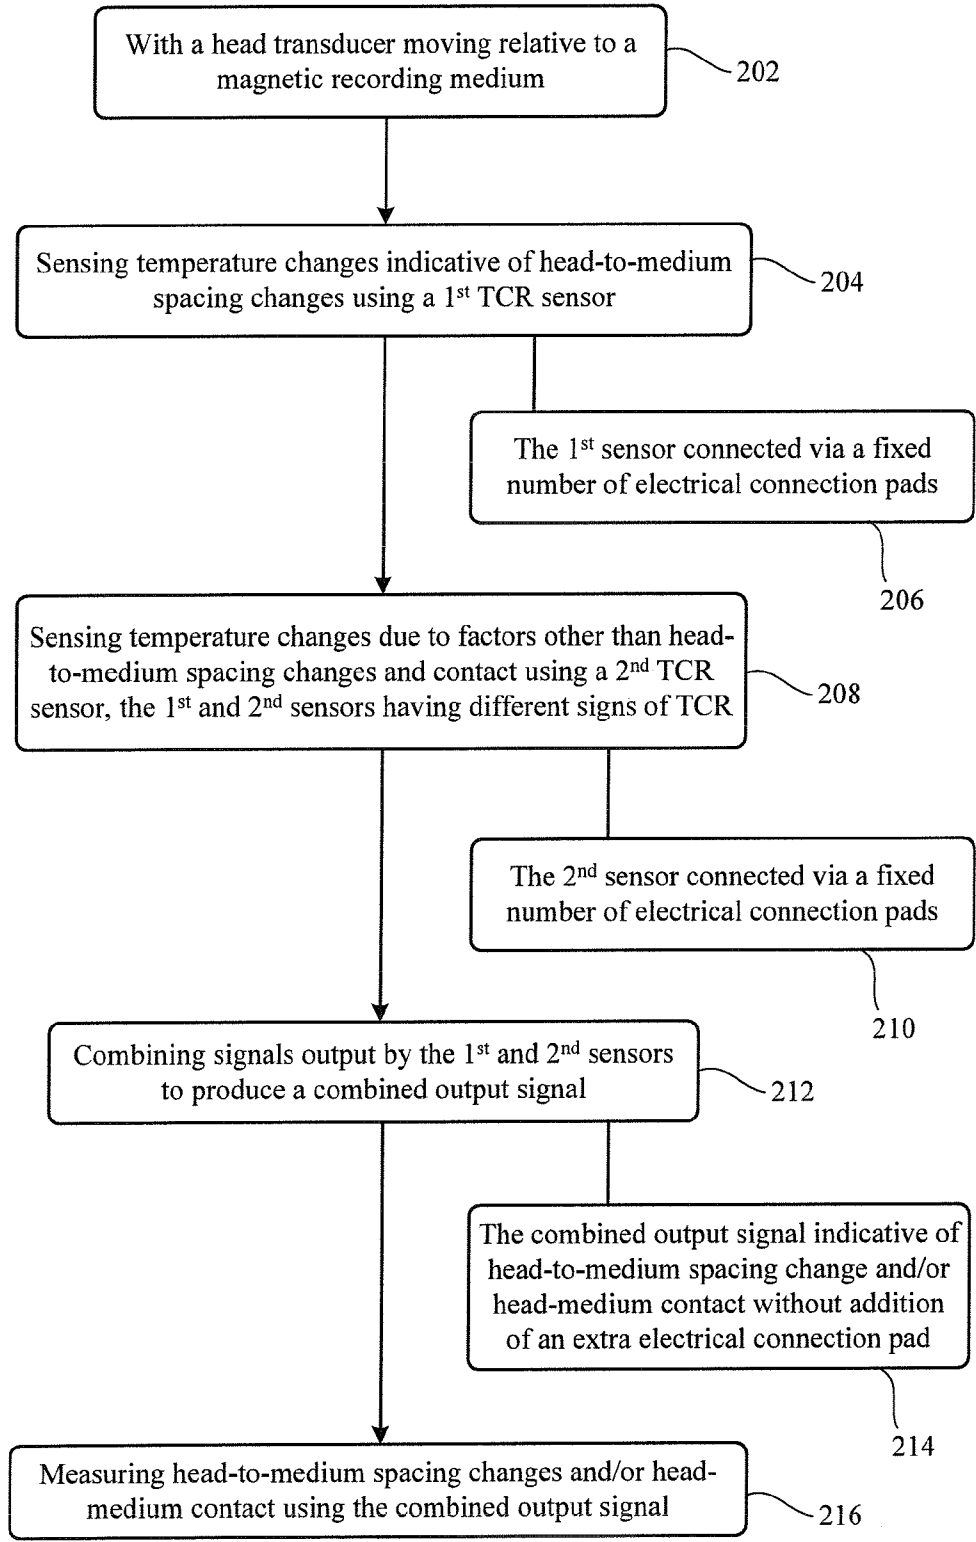 With a head transducer moving relative to a
magnetic recording medium
202
Sensing temperature changes indicative of head-to-medium
spacing changes using a 1st TCR sensor
204
The 1st sensor connected via a fixed
number of electrical connection pads
206
Sensing temperature changes due to factors other than head-
to-medium spacing changes and contact using a 2nd TCR
sensor, the 1st and 2nd sensors having different signs of TCR
208
The 2nd sensor connected via a fixed
number of electrical connection pads
210
Combining signals output by the 1st and 2nd sensors
to produce a combined output signal
212
The combined output signal indicative of
head-to-medium spacing change and/or
head-medium contact without addition
of an extra electrical connection pad
214
Measuring head-to-medium spacing changes and/or head-
medium contact using the combined output signal
216